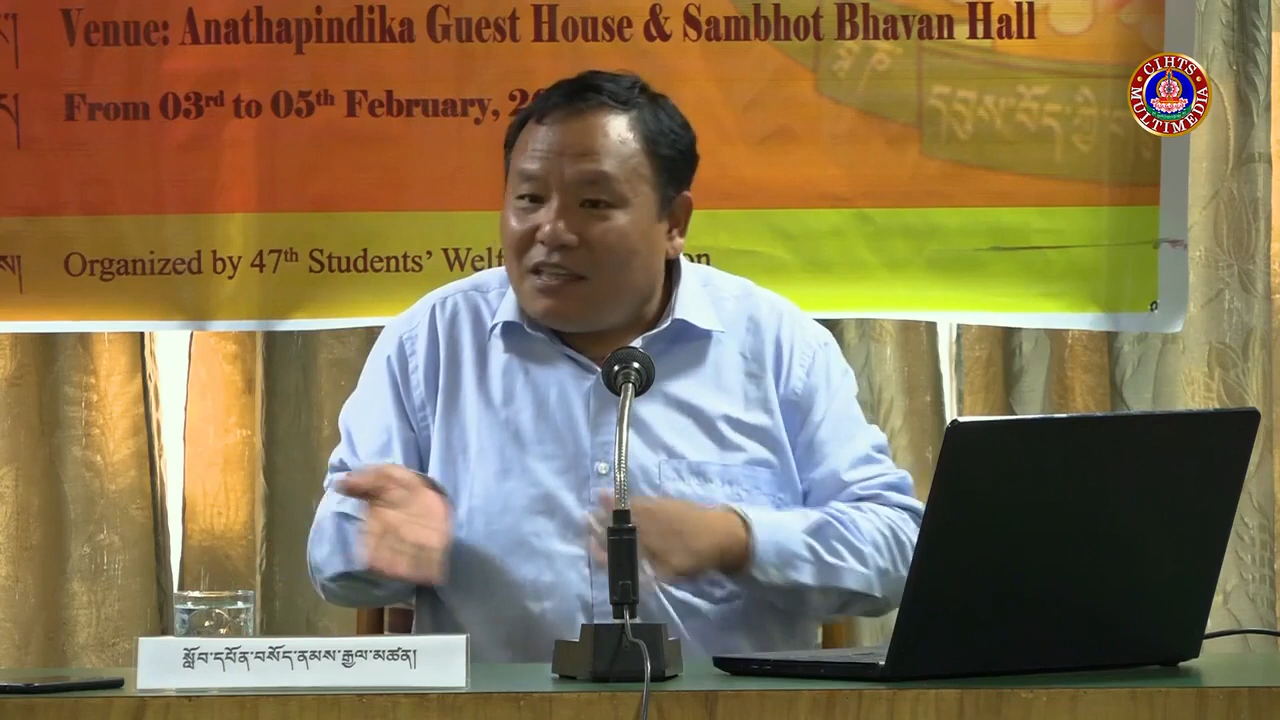 Venue: Anathapindika Guest House & Sambhot Bhavan Hall
From 03rd to 05th February,
Organized by 47th Students'
CIHTS
MULTIMEDIA
སློབ་དཔོན་བསོད་ནམས་རྒྱལ་མཚན།